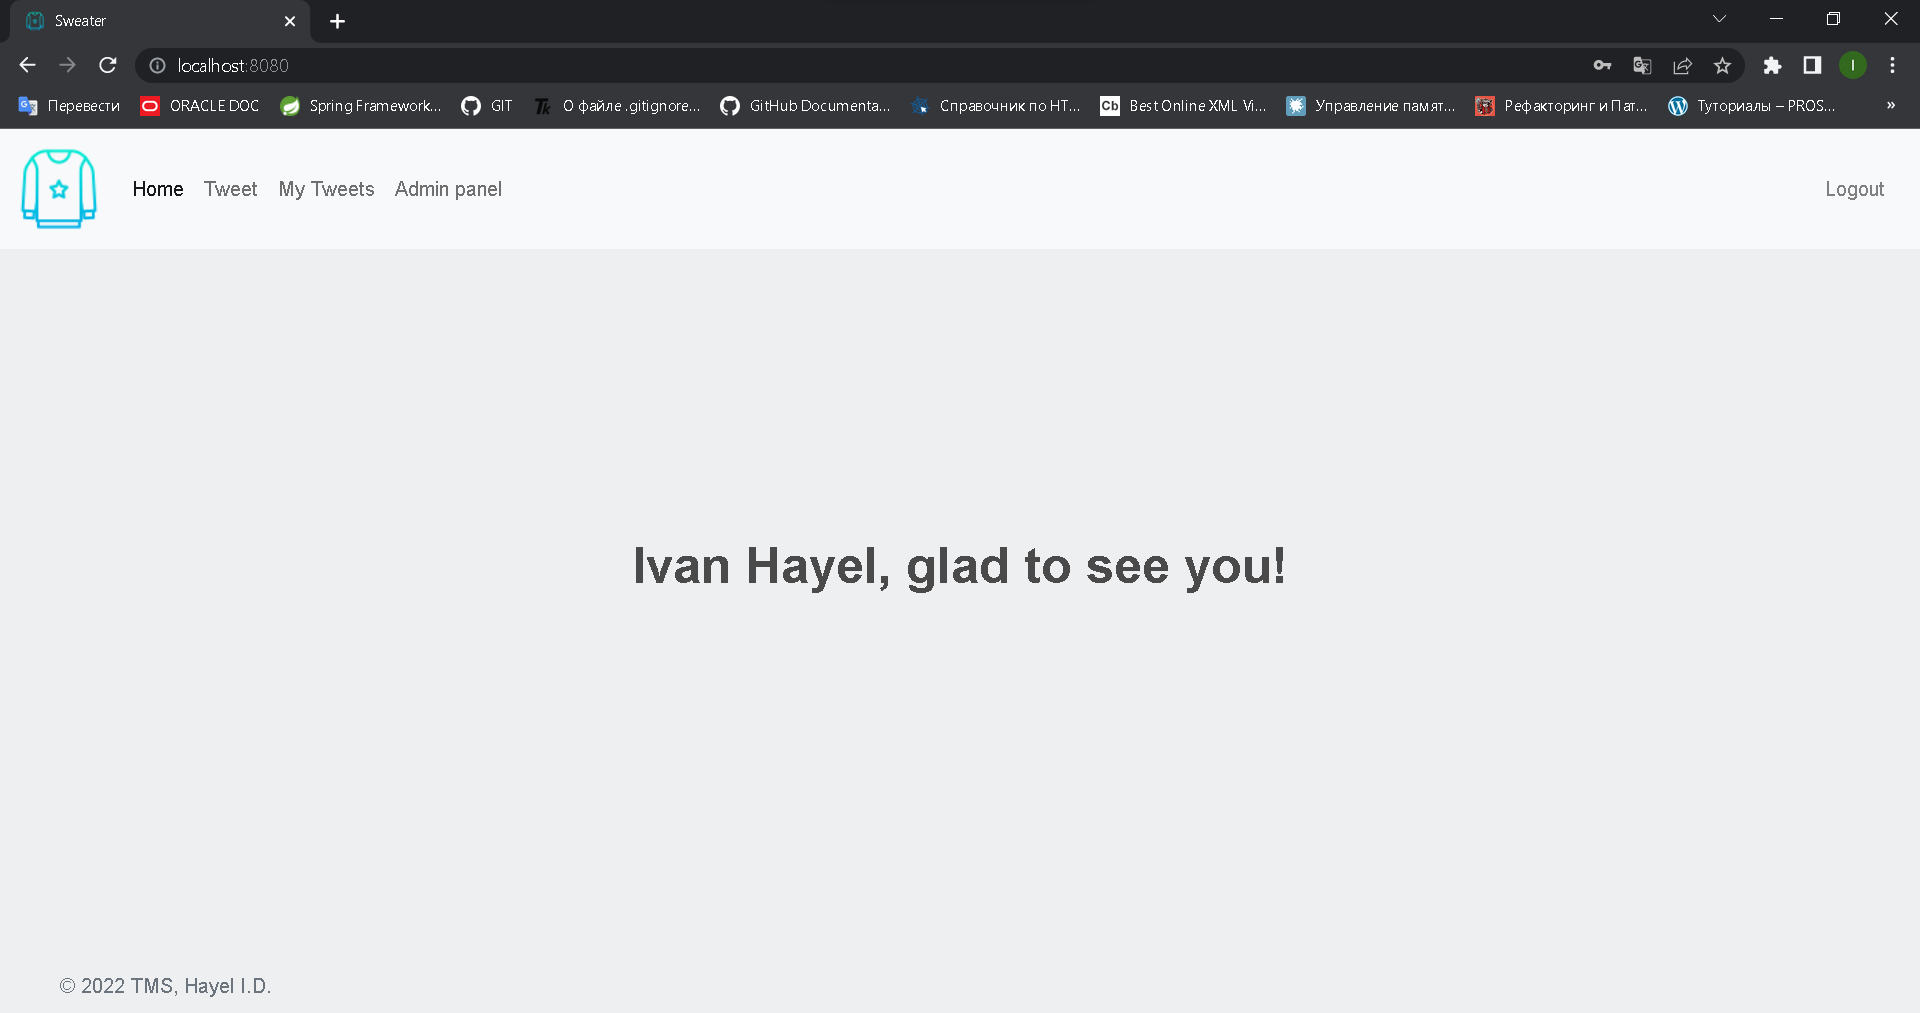 Sweater
localhost:8080
I
Перевести ORACLE DOC Spring Framework... GIT Tk О файле .gitignore... GitHub Documenta... Справочник по HT... Cb Best Online XML Vi... Управление памят... Рефакторинг и Пат... Туториалы – PROS... »
Home Tweet My Tweets Admin panel Logout
Ivan Hayel, glad to see you!
© 2022 TMS, Hayel I.D.